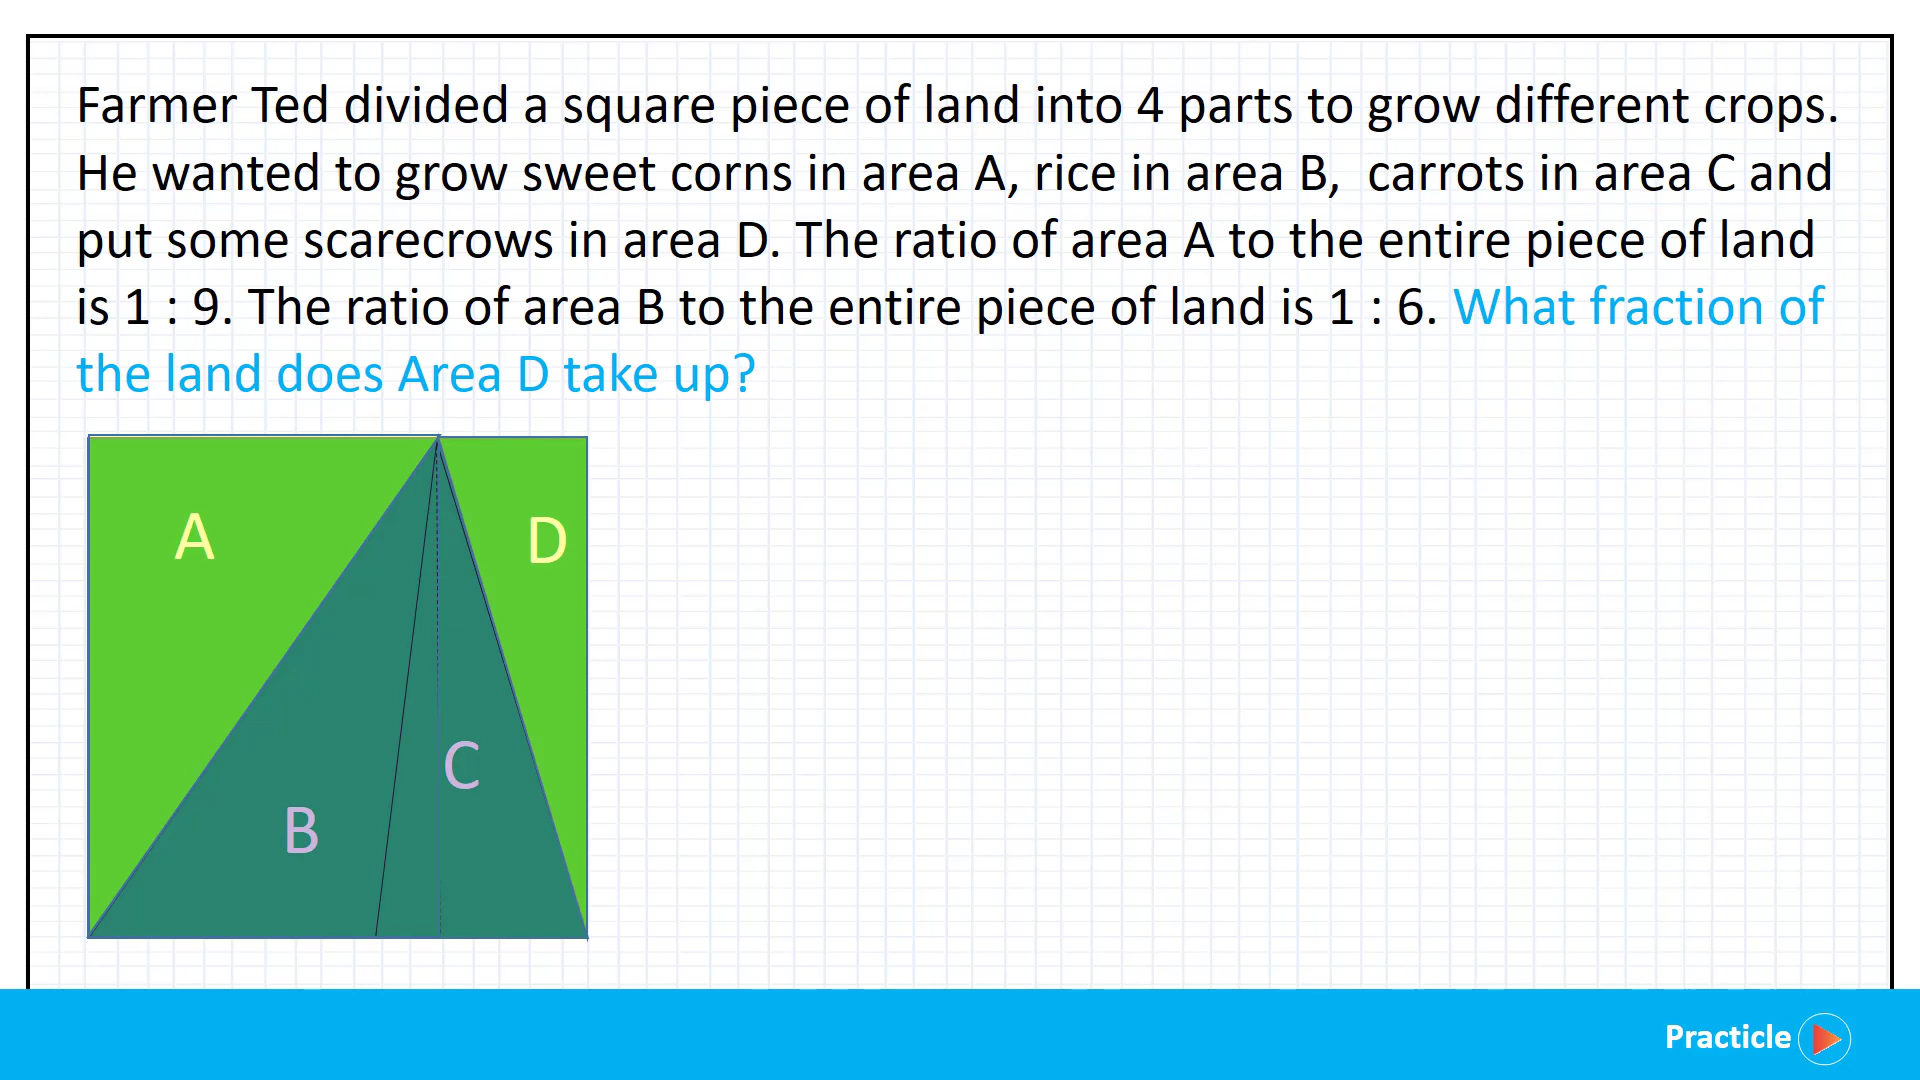 Farmer Ted divided a square piece of land into 4 parts to grow different crops.
He wanted to grow sweet corns in area A, rice in area B,  carrots in area C and
put some scarecrows in area D. The ratio of area A to the entire piece of land
is 1 : 9. The ratio of area B to the entire piece of land is 1 : 6. What fraction of
the land does Area D take up?
A
D
C
B
Practicle